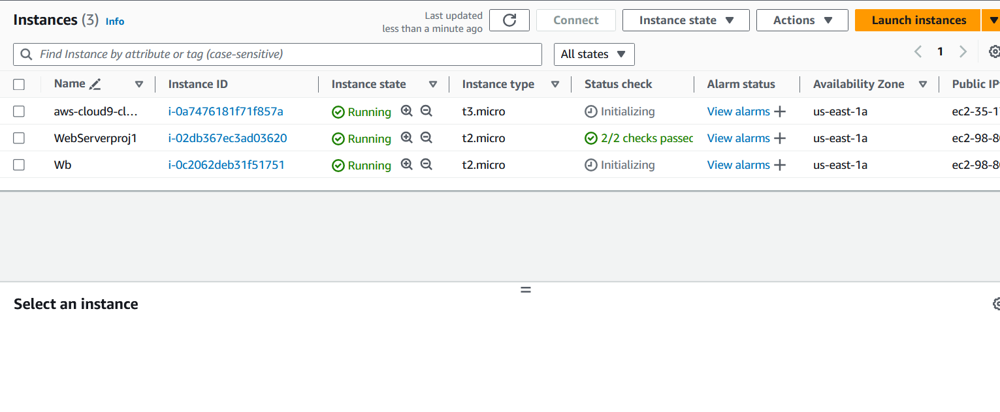 Instances (3) Info
Last updated
less than a minute ago
Connect
Instance state
Actions
Launch instances
Find Instance by attribute or tag (case-sensitive)
All states
1
Name Instance ID Instance state Instance type Status check Alarm status Availability Zone Public IP
aws-cloud9-cl... i-0a7476181f71f857a Running t3.micro Initializing View alarms us-east-1a ec2-35-1
WebServerproj1 i-02db367ec3ad03620 Running t2.micro 2/2 checks passec View alarms us-east-1a ec2-98-8
Wb i-0c2062deb31f51751 Running t2.micro Initializing View alarms us-east-1a ec2-98-8
Select an instance